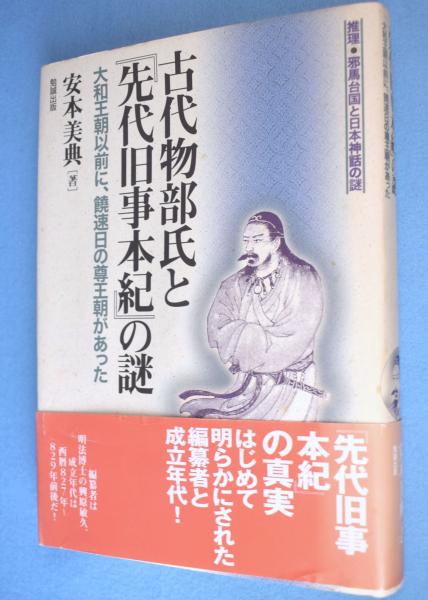 推理・邪馬台国と日本神話の謎
古代物部氏と
『先代旧事本紀』の謎
大和王朝以前に、饒速日の尊王朝があった
安本美典[著]
勉誠出版
『先代旧事
本紀』
の真実
はじめて
明らかにされた
編纂者と
成立年代!
編纂者は
明法博士の興原敏久、
成立年代は
西暦827年〜
829年前後だ!